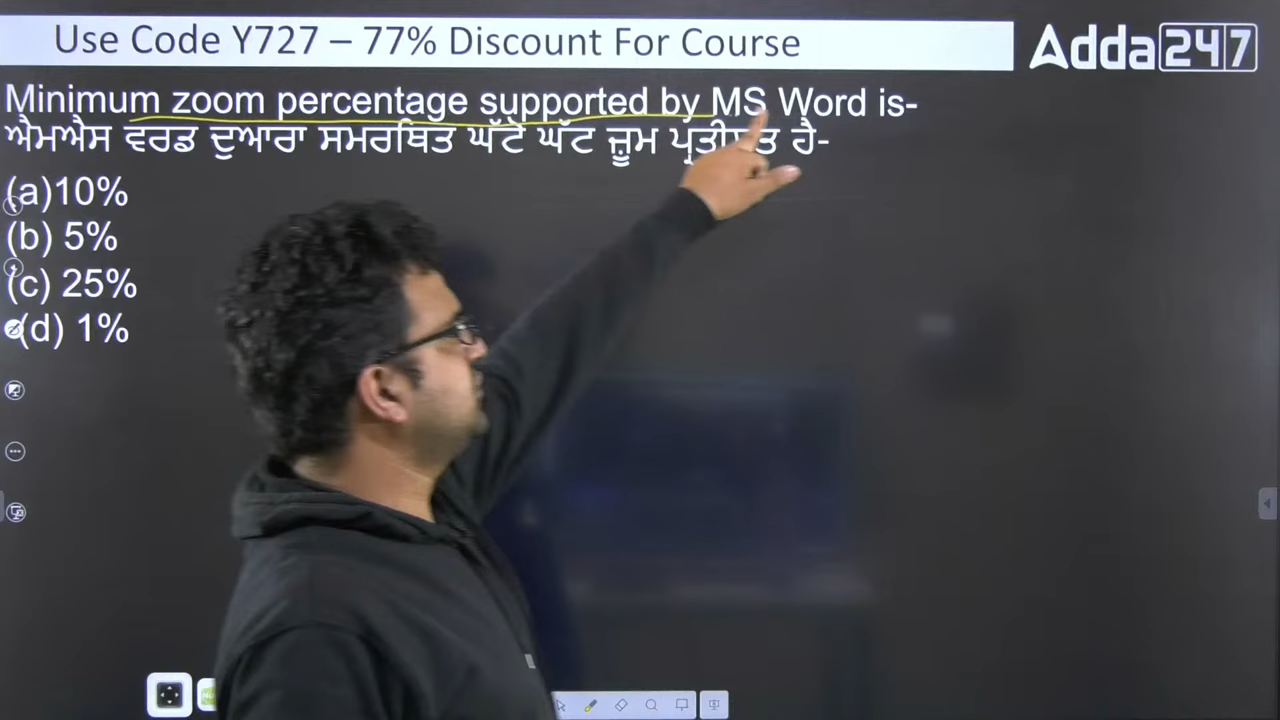 Use Code Y727 – 77% Discount For Course
Adda247
Minimum zoom percentage supported by MS Word is-
ਐਮਐਸ ਵਰਡ ਦੁਆਰਾ ਸਮਰਥਿਤ ਘੱਟੋ ਘੱਟ ਜ਼ੂਮ ਹੈ-
(a)10%
(b) 5%
(c) 25%
(d) 1%